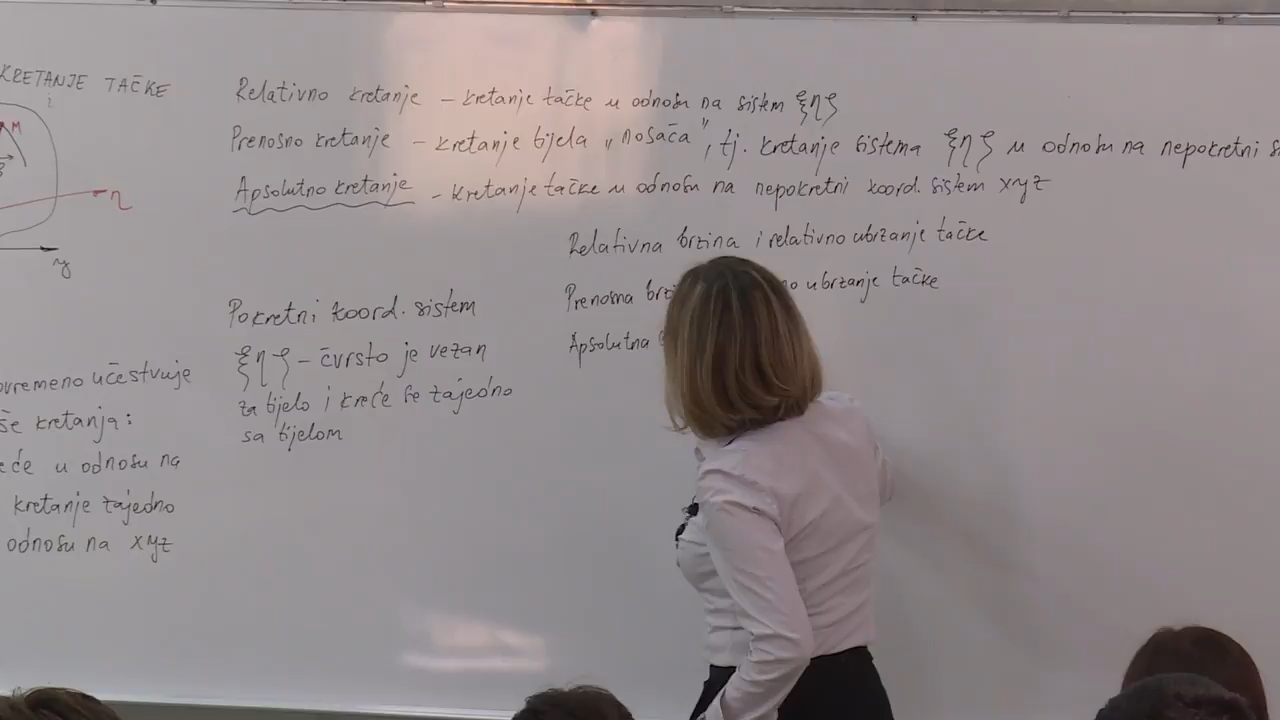 KRETANJE TAČKE
M
η
y
Relativno kretanje – kretanje tačke u odnosu na sistem ξηζ
Prenosno kretanje – kretanje tijela „nosača", tj. kretanje sistema ξηζ u odnosu na nepokretni
Apsolutno kretanje – kretanje tačke u odnosu na nepokretni koord. sistem xyz
Relativna brzina i relativno ubrzanje tačke
Prenosna ubrzanje tačke
Apsolutna
Pokretni koord. sistem
ξηζ – čvrsto je vezan
za tijelo i kreće se zajedno
sa tijelom
učestvuje
kretanja:
u odnosu na
kretanje zajedno
odnosu na xyz